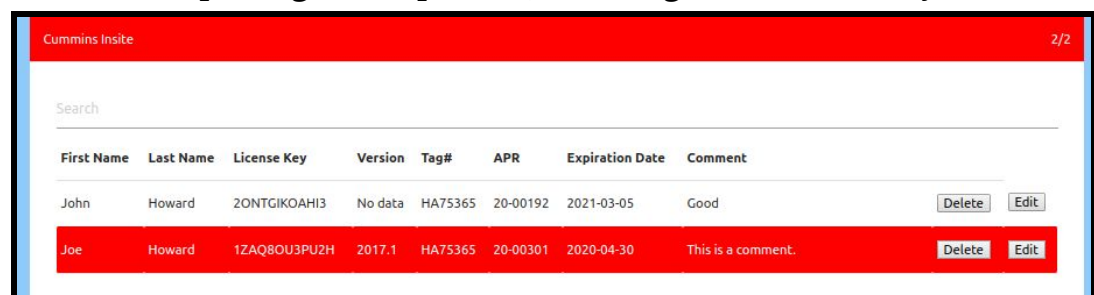 Cummins Insite 2/2
Search
First Name Last Name License Key Version Tag# APR Expiration Date Comment
John Howard 2ONTGIKOAHI3 No data HA75365 20-00192 2021-03-05 Good Delete Edit
Joe Howard 1ZAQ8OU3PU2H 2017.1 HA75365 20-00301 2020-04-30 This is a comment. Delete Edit